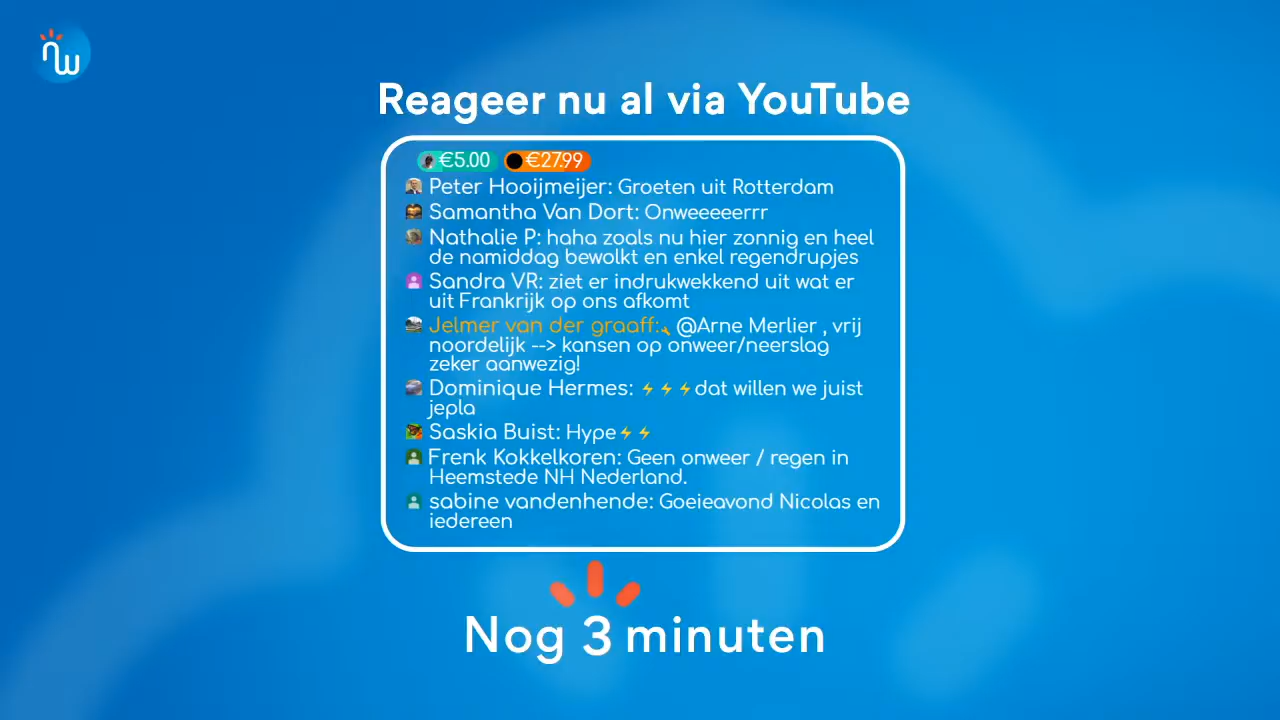 nw
Reageer nu al via YouTube
€5.00 €27.99
Peter Hooijmeijer: Groeten uit Rotterdam
Samantha Van Dort: Onweeeeerrr
Nathalie P: haha zoals nu hier zonnig en heel
de namiddag bewolkt en enkel regendrupjes
Sandra VR: ziet er indrukwekkend uit wat er
uit Frankrijk op ons afkomt
Jelmer van der graaff: @Arne Merlier , vrij
noordelijk --> kansen op onweer/neerslag
zeker aanwezig!
Dominique Hermes: ⚡⚡⚡dat willen we juist
jepla
Saskia Buist: Hype⚡⚡
Frenk Kokkelkoren: Geen onweer / regen in
Heemstede NH Nederland.
sabine vandenhende: Goeieavond Nicolas en
iedereen
Nog 3 minuten